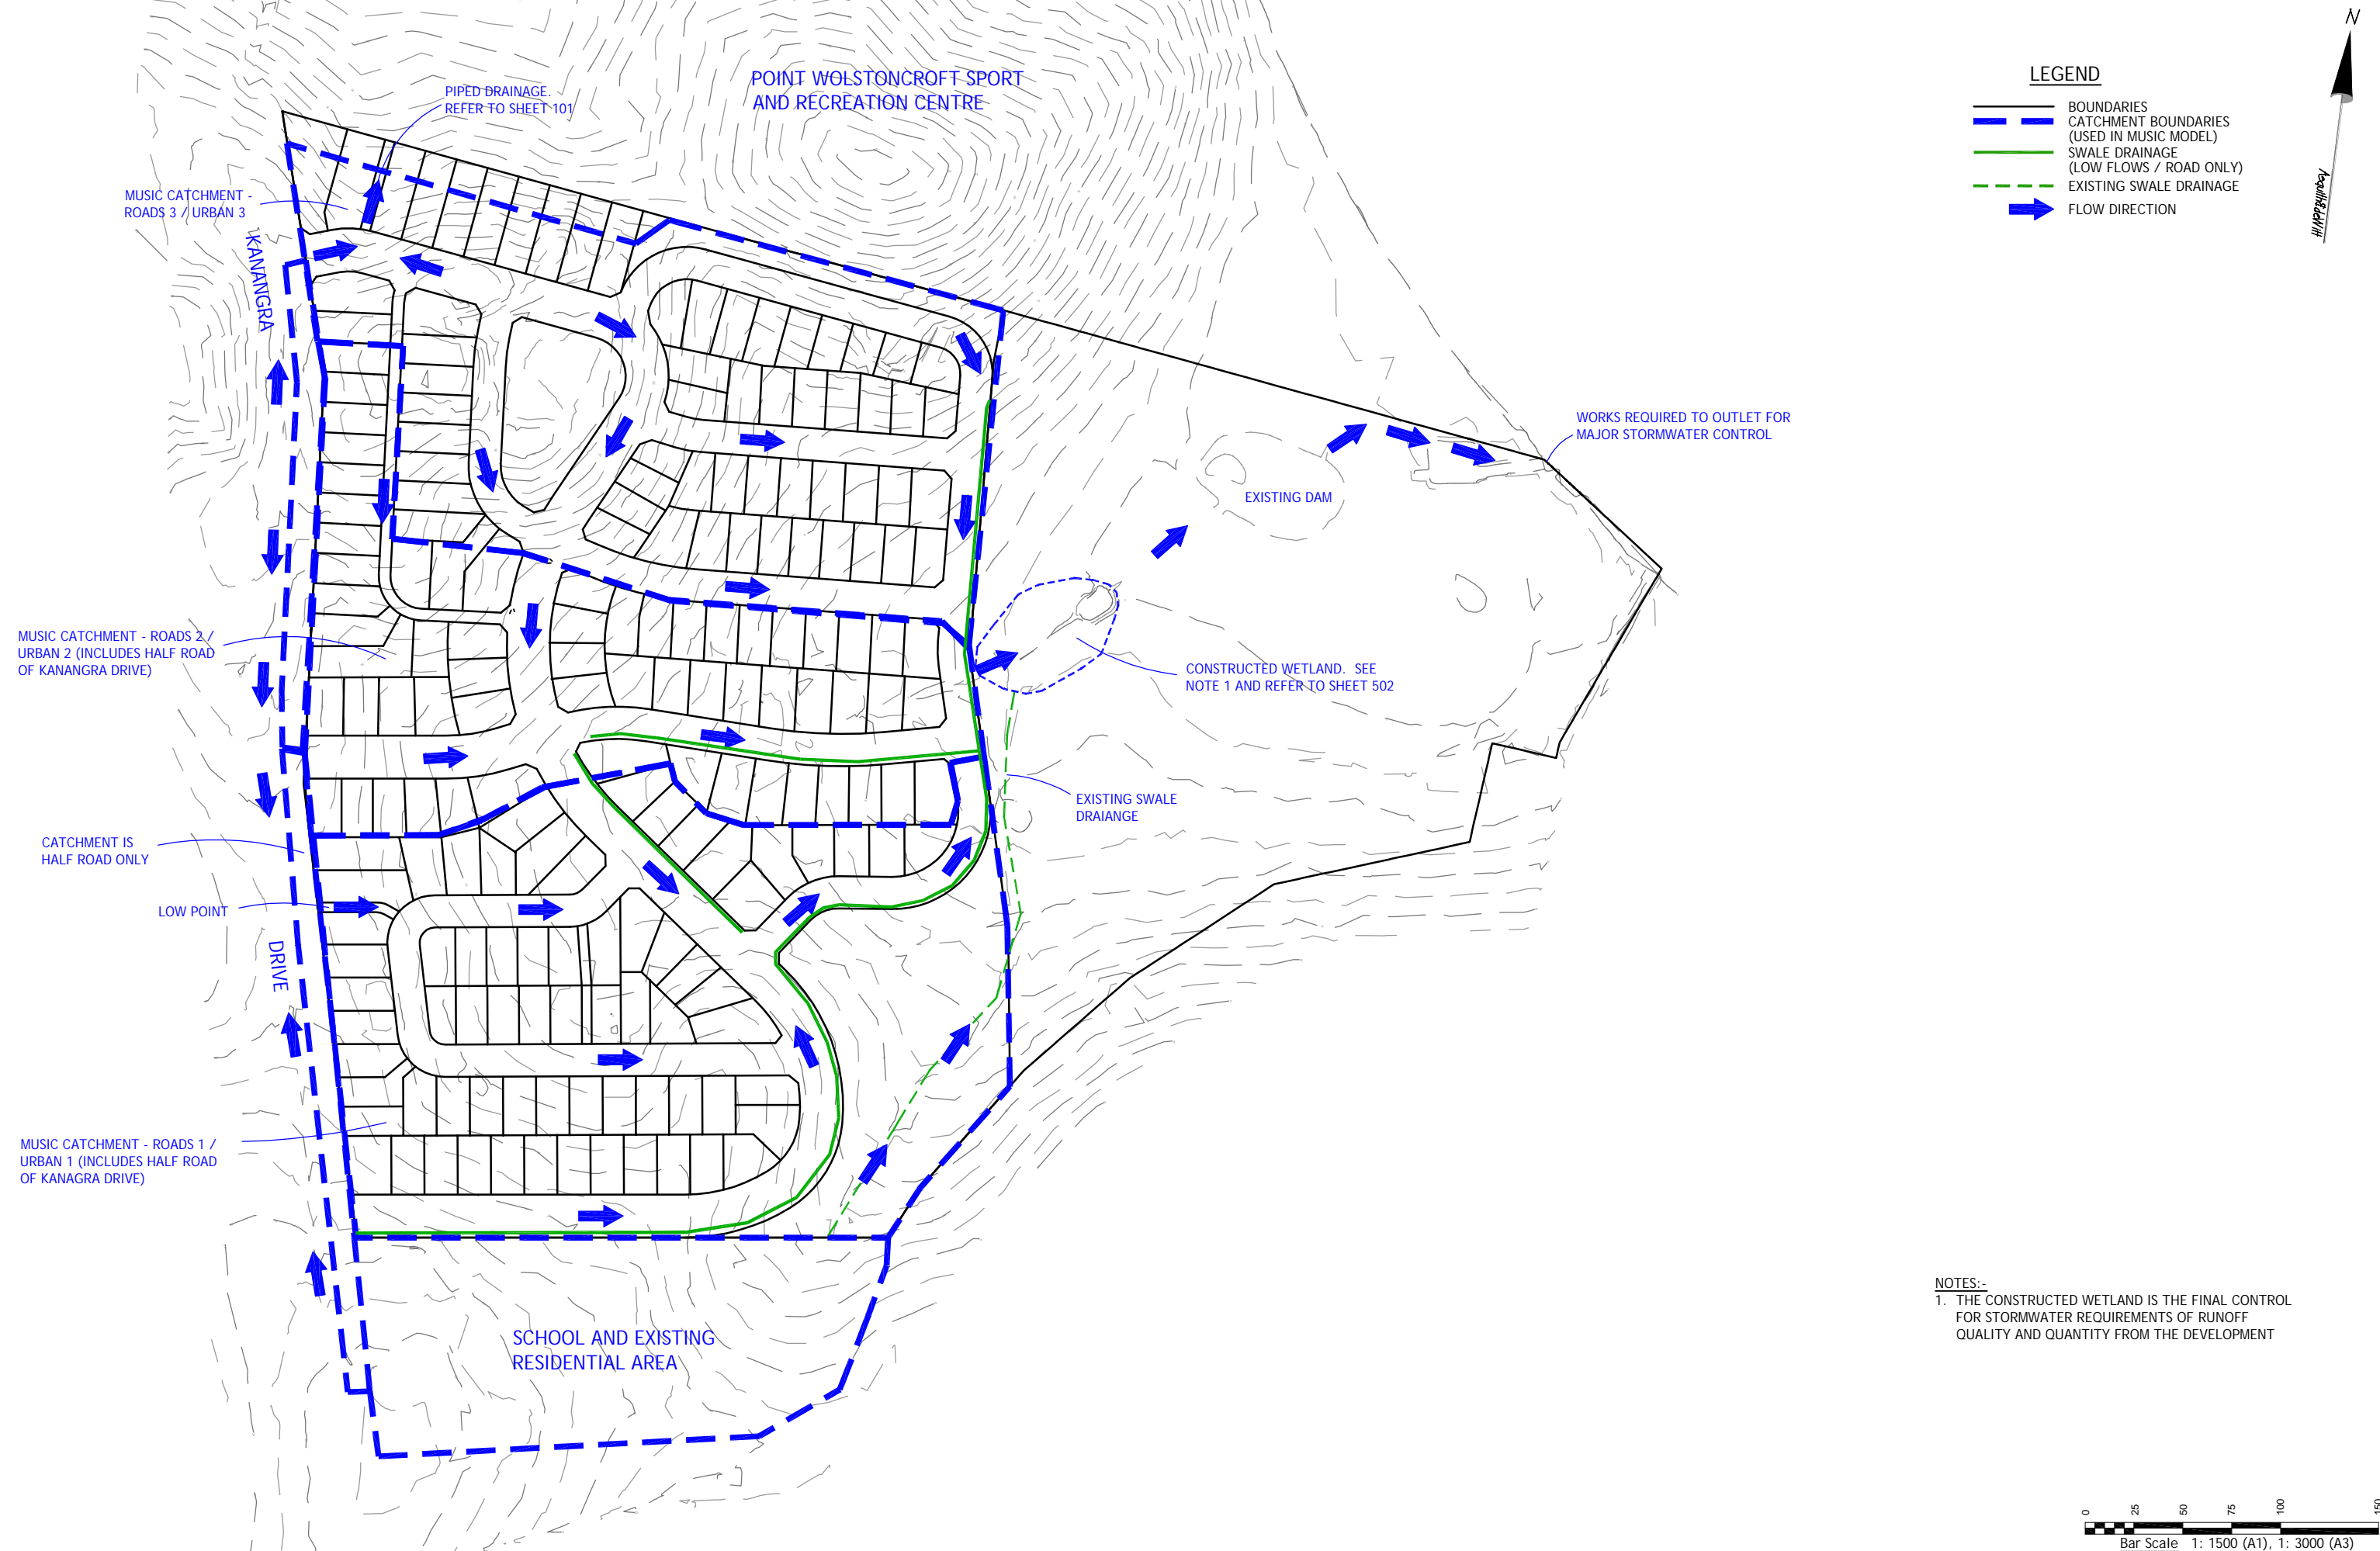 N
AsquithdeWitt
LEGEND
BOUNDARIES
CATCHMENT BOUNDARIES
(USED IN MUSIC MODEL)
SWALE DRAINAGE
(LOW FLOWS / ROAD ONLY)
EXISTING SWALE DRAINAGE
FLOW DIRECTION
POINT WOLSTONCROFT SPORT
AND RECREATION CENTRE
PIPED DRAINAGE.
REFER TO SHEET 101
MUSIC CATCHMENT -
ROADS 3 / URBAN 3
KANANGRA
WORKS REQUIRED TO OUTLET FOR
MAJOR STORMWATER CONTROL
EXISTING DAM
MUSIC CATCHMENT - ROADS 2 /
URBAN 2 (INCLUDES HALF ROAD
OF KANANGRA DRIVE)
CONSTRUCTED WETLAND. SEE
NOTE 1 AND REFER TO SHEET 502
EXISTING SWALE
DRAIANGE
CATCHMENT IS
HALF ROAD ONLY
LOW POINT
DRIVE
MUSIC CATCHMENT - ROADS 1 /
URBAN 1 (INCLUDES HALF ROAD
OF KANAGRA DRIVE)
SCHOOL AND EXISTING
RESIDENTIAL AREA
NOTES:-
1. THE CONSTRUCTED WETLAND IS THE FINAL CONTROL
FOR STORMWATER REQUIREMENTS OF RUNOFF
QUALITY AND QUANTITY FROM THE DEVELOPMENT
0 25 50 75 100 150
Bar Scale 1: 1500 (A1), 1: 3000 (A3)